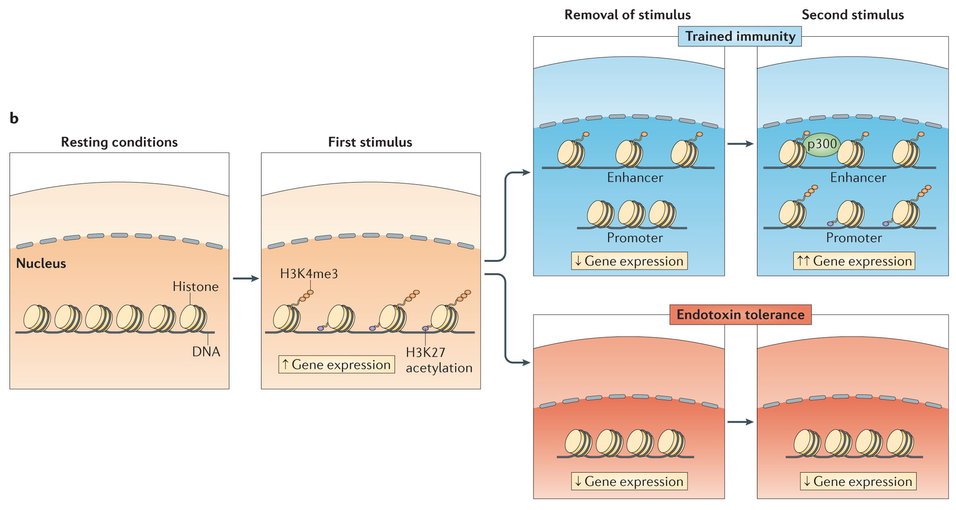 b
Resting conditions
Nucleus
Histone
DNA
First stimulus
H3K4me3
H3K27
acetylation
↑ Gene expression
Removal of stimulus
Second stimulus
Trained immunity
Enhancer
Promoter
↓ Gene expression
p300
Enhancer
Promoter
↑↑ Gene expression
Endotoxin tolerance
↓ Gene expression
↓ Gene expression